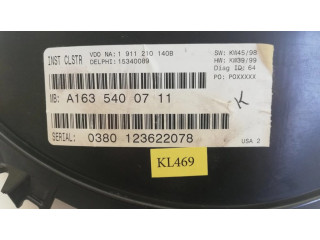 INST CLSTR
VDO NA: 1 911 210 140B
DELPHI: 15340089
SW: KW45/98
HW: KW39/99
Diag ID: 64
PO: POXXXXX
MB: A163 540 07 11
K
SERIAL: 0380 123622078
USA 2
KL469